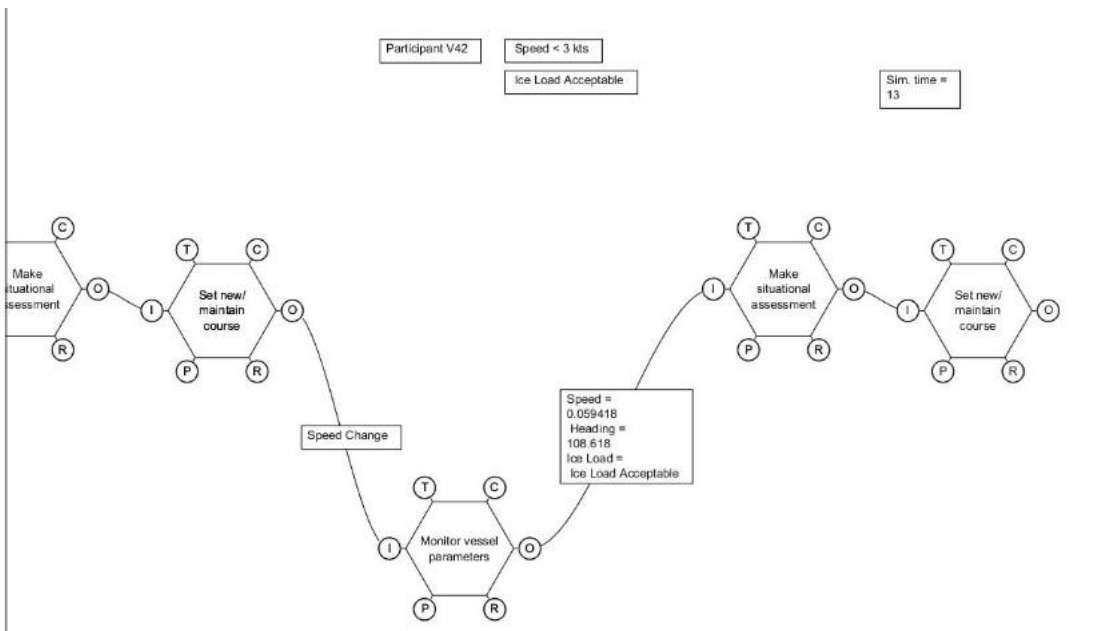 Participant V42
Speed < 3 kts
Ice Load Acceptable
Sim. time =
13
C
Make
ituational
ssessment
O
R
T
C
I
Set new/
maintain
course
O
P
R
Speed Change
T
C
I
Monitor vessel
parameters
O
P
R
Speed =
0.059418
Heading =
108.618
Ice Load =
Ice Load Acceptable
T
C
I
Make
situational
assessment
O
P
R
T
C
I
Set new/
maintain
course
O
P
R